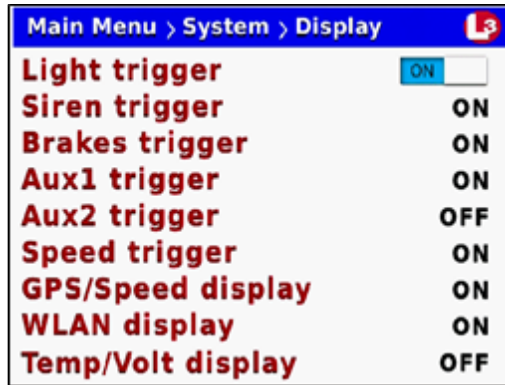 Main Menu > System > Display L3
Light trigger ON
Siren trigger ON
Brakes trigger ON
Aux1 trigger ON
Aux2 trigger OFF
Speed trigger ON
GPS/Speed display ON
WLAN display ON
Temp/Volt display OFF